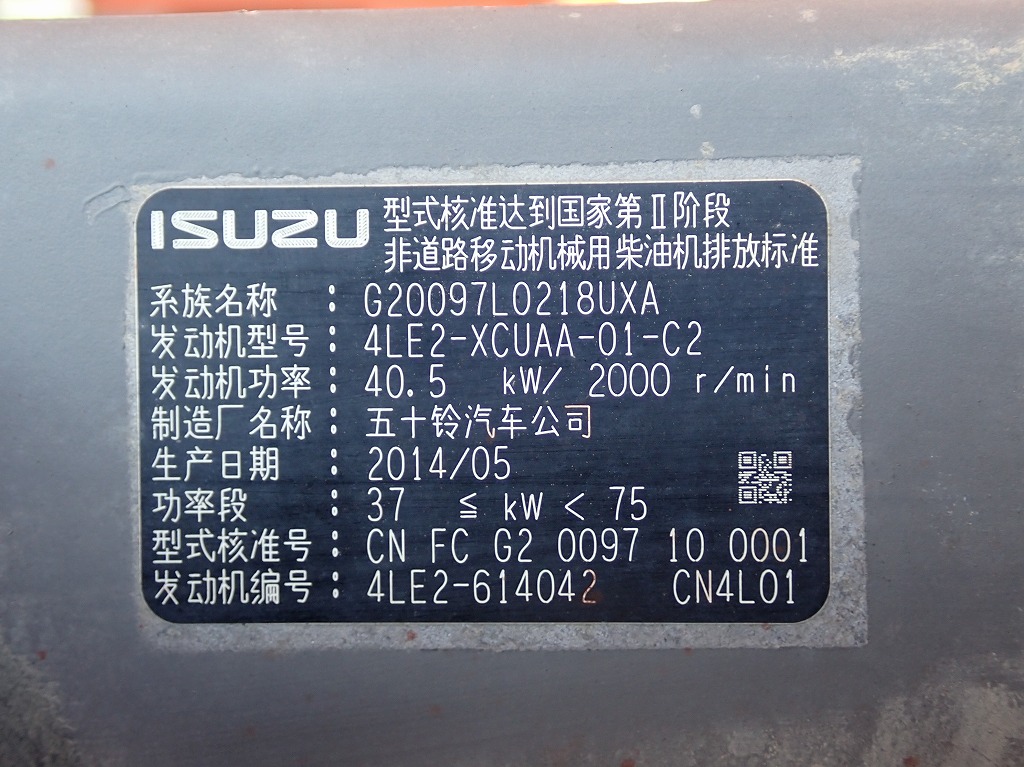 ISUZU 型式核准达到国家第Ⅱ阶段
非道路移动机械用柴油机排放标准
系族名称 : G20097L0218UXA
发动机型号 : 4LE2-XCUAA-01-C2
发动机功率 : 40.5 kW/ 2000 r/min
制造厂名称 : 五十铃汽车公司
生产日期 : 2014/05
功率段 : 37 ≦ kW < 75
型式核准号 : CN FC G2 0097 10 0001
发动机编号 : 4LE2-614042 CN4L01